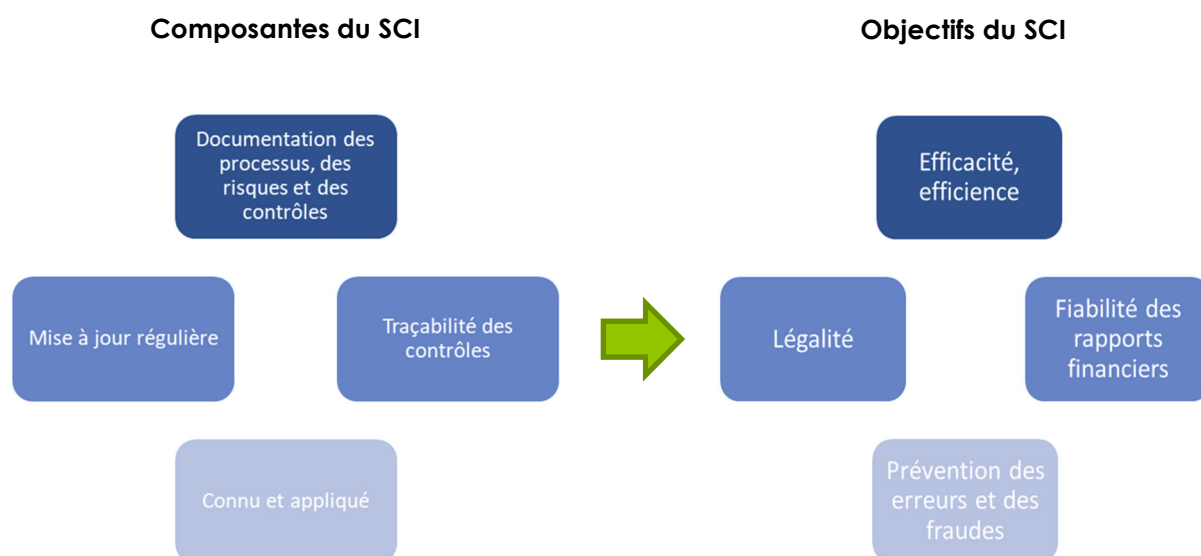 Composantes du SCI
Documentation des
processus, des
risques et des
contrôles
Mise à jour régulière
Traçabilité des
contrôles
Connu et appliqué
Objectifs du SCI
Efficacité,
efficience
Légalité
Fiabilité des
rapports
financiers
Prévention des
erreurs et des
fraudes